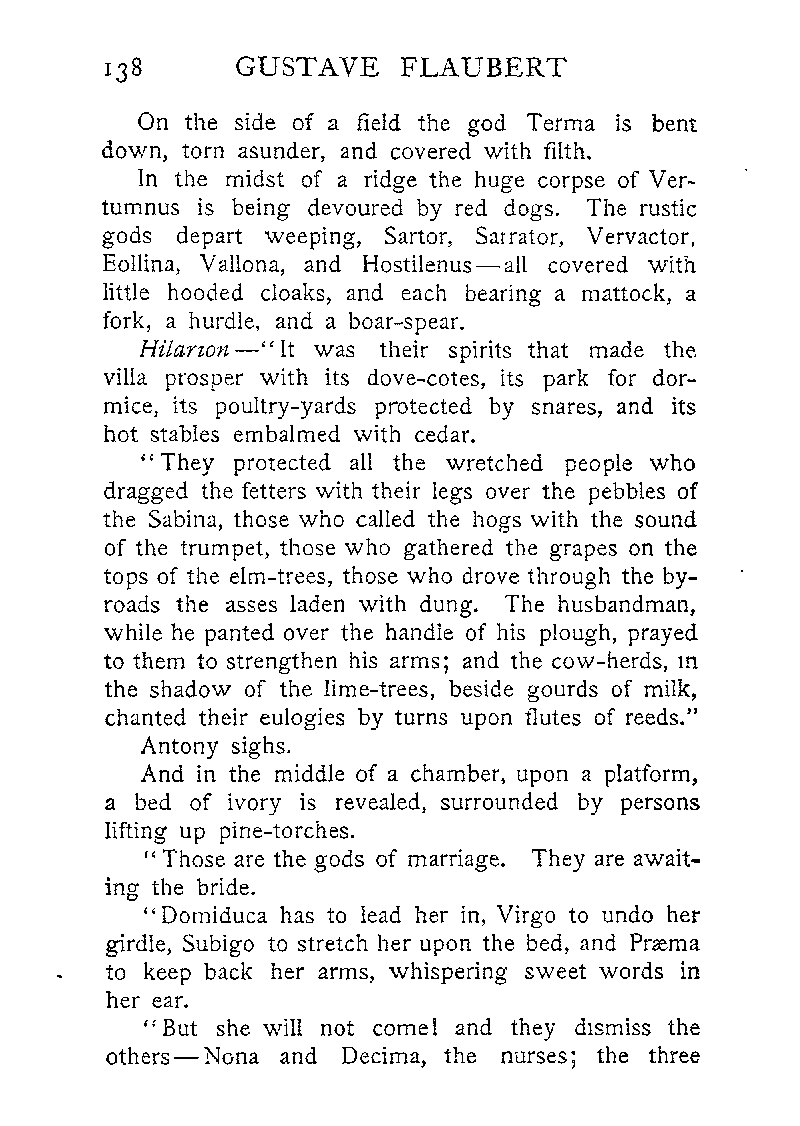 138 GUSTAVE FLAUBERT
On the side of a field the god Terma is bent
down, torn asunder, and covered with filth.
In the midst of a ridge the huge corpse of Ver-
tumnus is being devoured by red dogs. The rustic
gods depart weeping, Sartor, Sarrator, Vervactor,
Eollina, Vallona, and Hostilenus—all covered with
little hooded cloaks, and each bearing a mattock, a
fork, a hurdle, and a boar-spear.
Hilarion—"It was their spirits that made the
villa prosper with its dove-cotes, its park for dor-
mice, its poultry-yards protected by snares, and its
hot stables embalmed with cedar.
"They protected all the wretched people who
dragged the fetters with their legs over the pebbles of
the Sabina, those who called the hogs with the sound
of the trumpet, those who gathered the grapes on the
tops of the elm-trees, those who drove through the by-
roads the asses laden with dung. The husbandman,
while he panted over the handle of his plough, prayed
to them to strengthen his arms; and the cow-herds, in
the shadow of the lime-trees, beside gourds of milk,
chanted their eulogies by turns upon flutes of reeds."
Antony sighs.
And in the middle of a chamber, upon a platform,
a bed of ivory is revealed, surrounded by persons
lifting up pine-torches.
"Those are the gods of marriage. They are await-
ing the bride.
"Domiduca has to lead her in, Virgo to undo her
girdle, Subigo to stretch her upon the bed, and Præma
to keep back her arms, whispering sweet words in
her ear.
"But she will not come! and they dismiss the
others—Nona and Decima, the nurses; the three